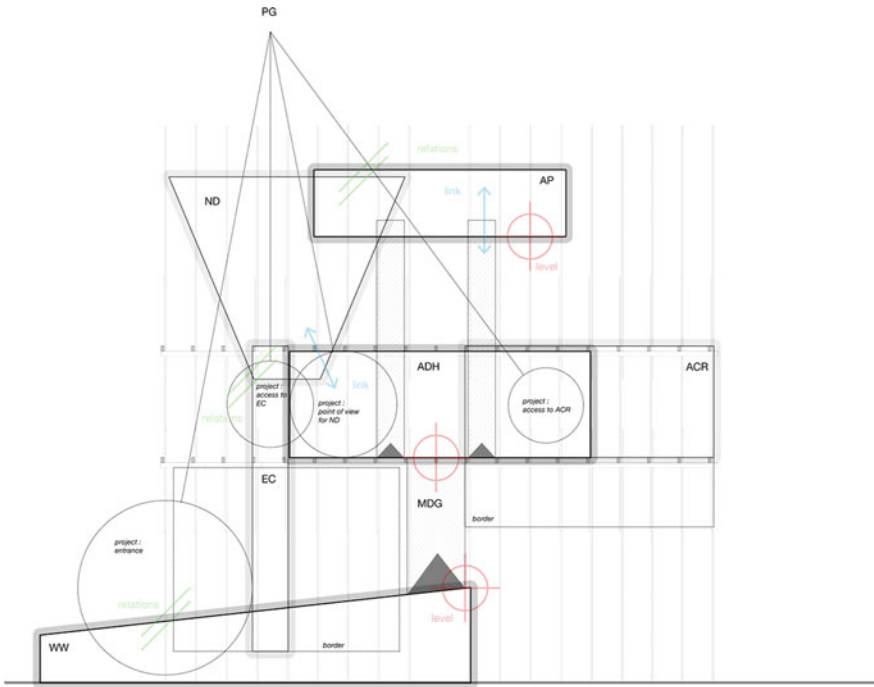 PG
relations
AP
link
ND
level
ADH
ACR
project :
access to
EC
link
project :
point of view
for ND
project :
access to ACR
relations
EC
MDG
border
project :
entrance
relations
level
border
WW